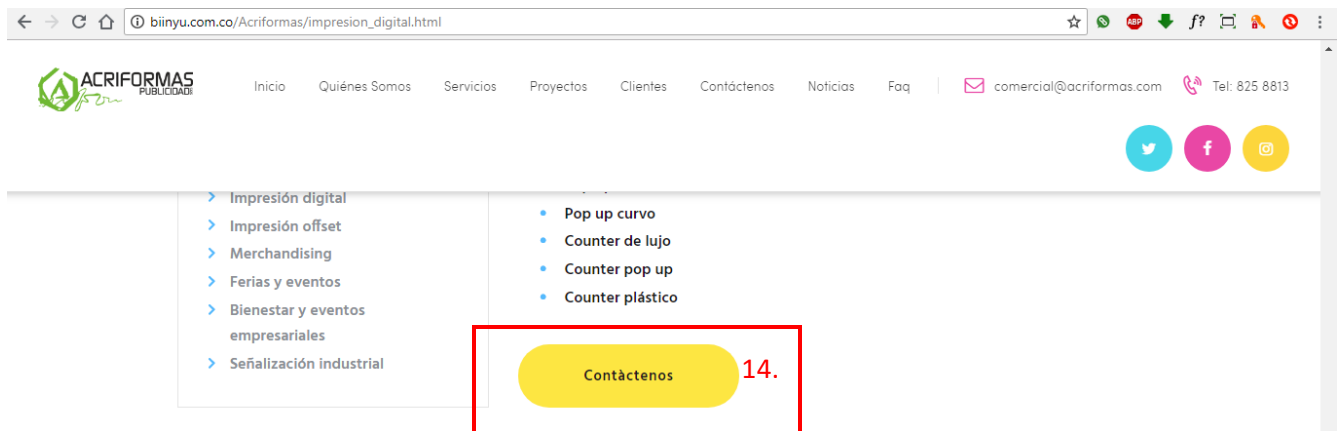 biinyu.com.co/Acriformas/impresion_digital.html
ABP
f?
ACRIFORMAS
PUBLICIDAD
Inicio Quiénes Somos Servicios Proyectos Clientes Contáctenos Noticias Faq comercial@acriformas.com Tel: 825 8813
Impresión digital
Impresión offset
Merchandising
Ferias y eventos
Bienestar y eventos
empresariales
Señalización industrial
Pop up curvo
Counter de lujo
Counter pop up
Counter plástico
Contàctenos
14.